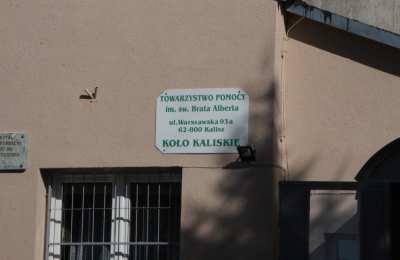 TOWARZYSTWO POMOCY
im. św. Brata Alberta
ul.Warszawska 93a
62-800 Kalisz
KOŁO KALISKIE